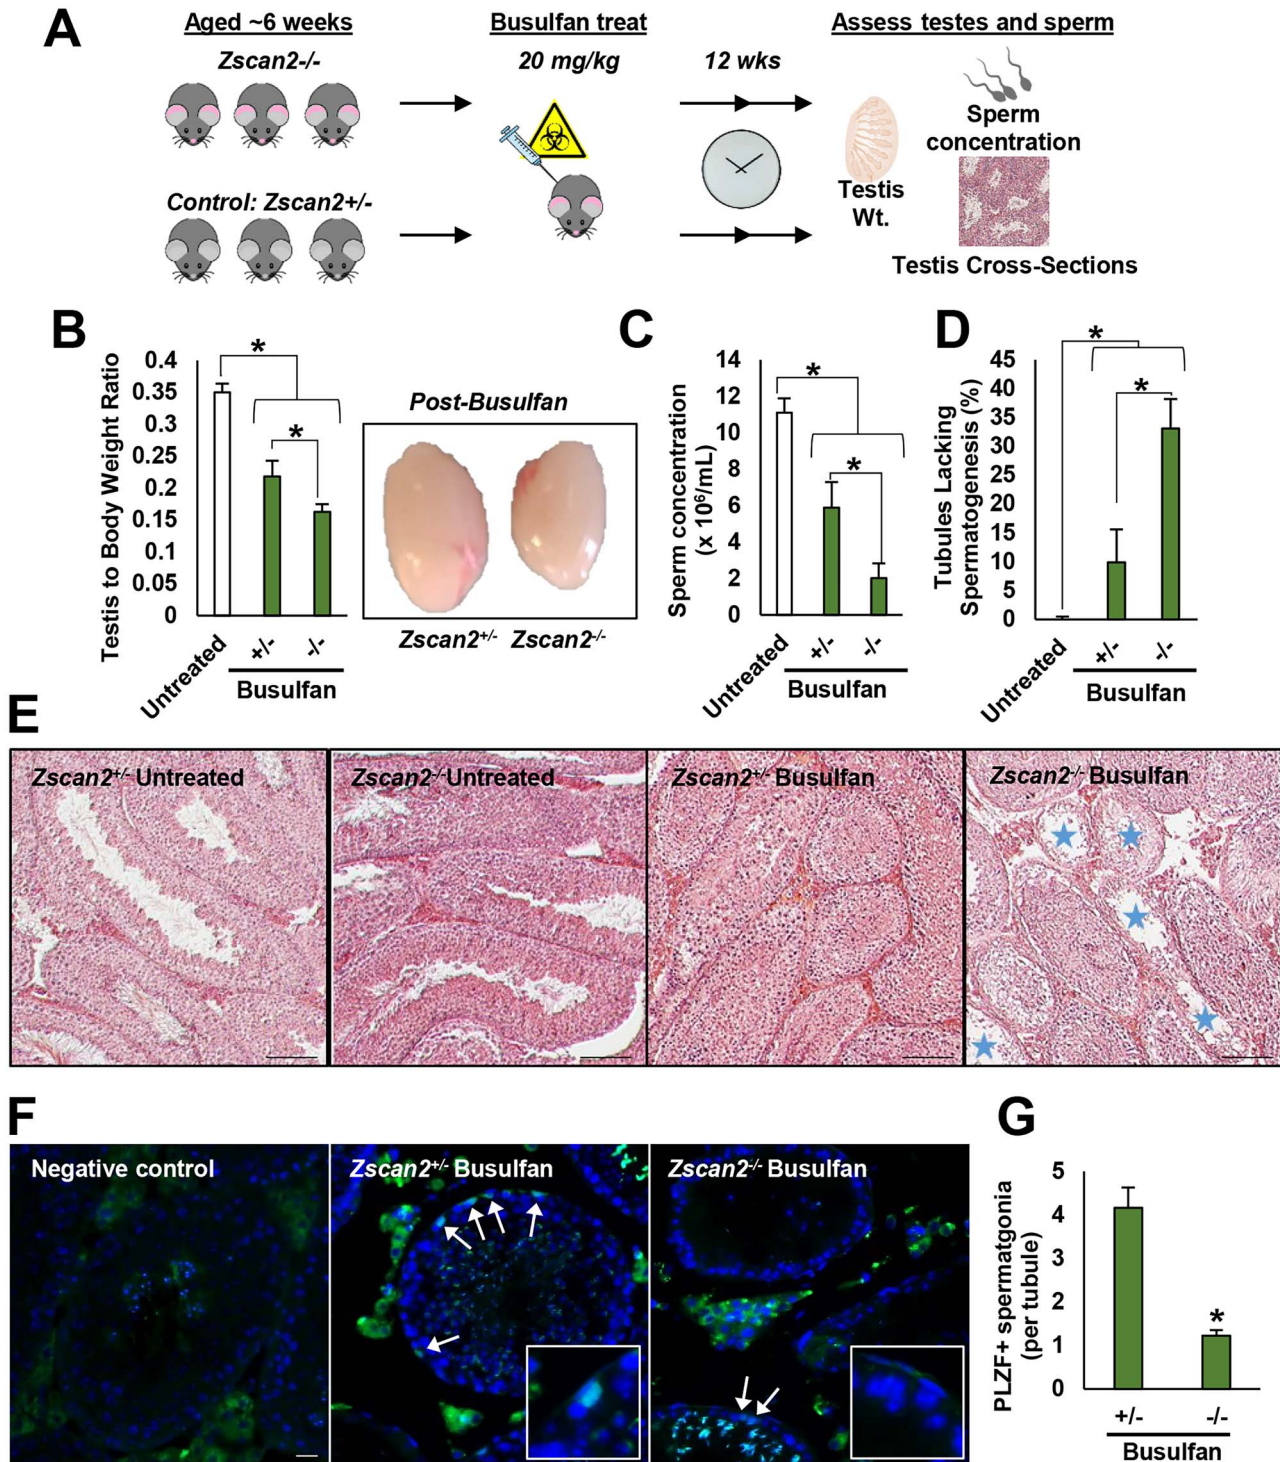 A
Aged ~6 weeks
Busulfan treat
Assess testes and sperm
Zscan2-/-
20 mg/kg
12 wks
Sperm
concentration
Control: Zscan2+/-
Testis
Wt.
Testis Cross-Sections
B
Testis to Body Weight Ratio
0.4
0.35
0.3
0.25
0.2
0.15
0.1
0.05
0
*
*
Untreated
+/-
-/-
Busulfan
Post-Busulfan
Zscan2+/-
Zscan2-/-
C
Sperm concentration
(x 10⁶/mL)
14
12
10
8
6
4
2
0
*
*
Untreated
+/-
-/-
Busulfan
D
Tubules Lacking
Spermatogenesis (%)
45
40
35
30
25
20
15
10
5
0
*
*
Untreated
+/-
-/-
Busulfan
E
Zscan2+/- Untreated
Zscan2-/- Untreated
Zscan2+/- Busulfan
Zscan2-/- Busulfan
F
Negative control
Zscan2+/- Busulfan
Zscan2-/- Busulfan
G
PLZF+ spermatgonia
(per tubule)
5
4
3
2
1
0
*
+/-
-/-
Busulfan